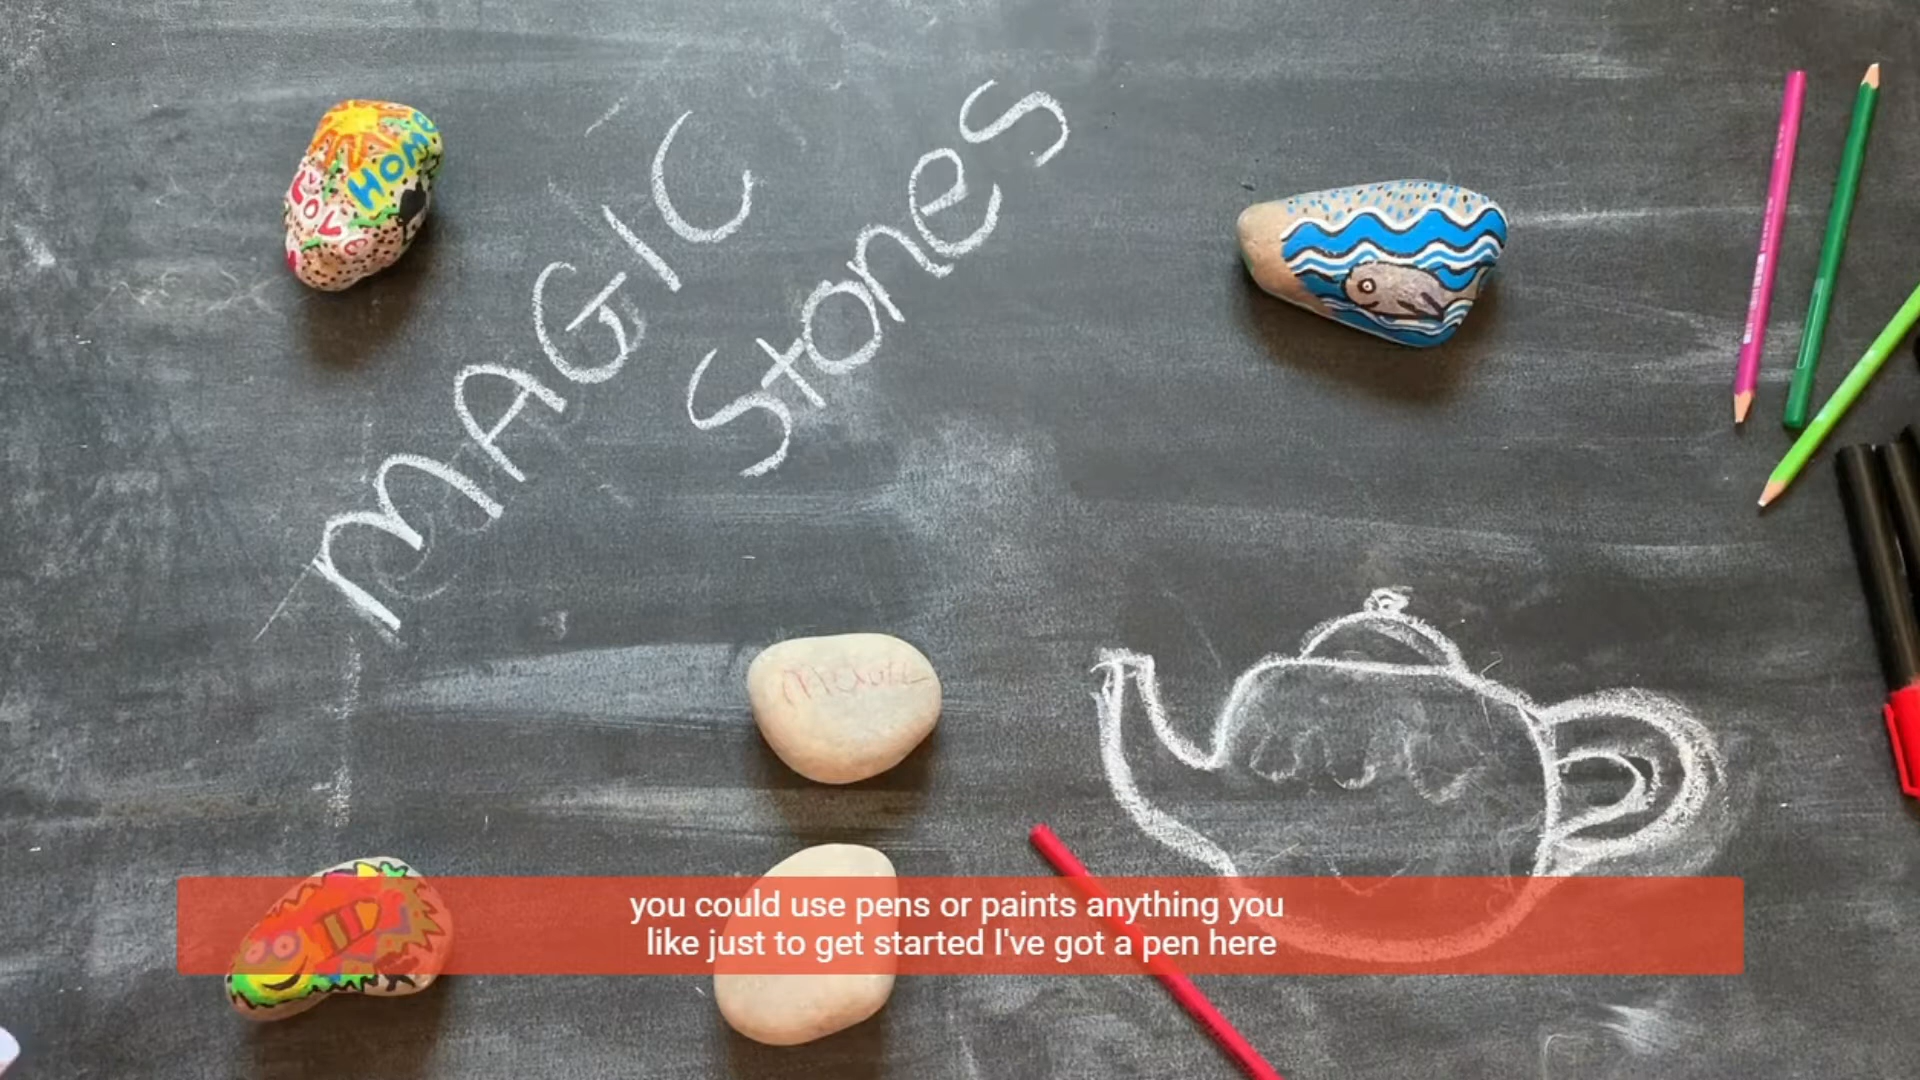 HOME
LOVE
MAGIC
Stones
you could use pens or paints anything you
like just to get started I've got a pen here